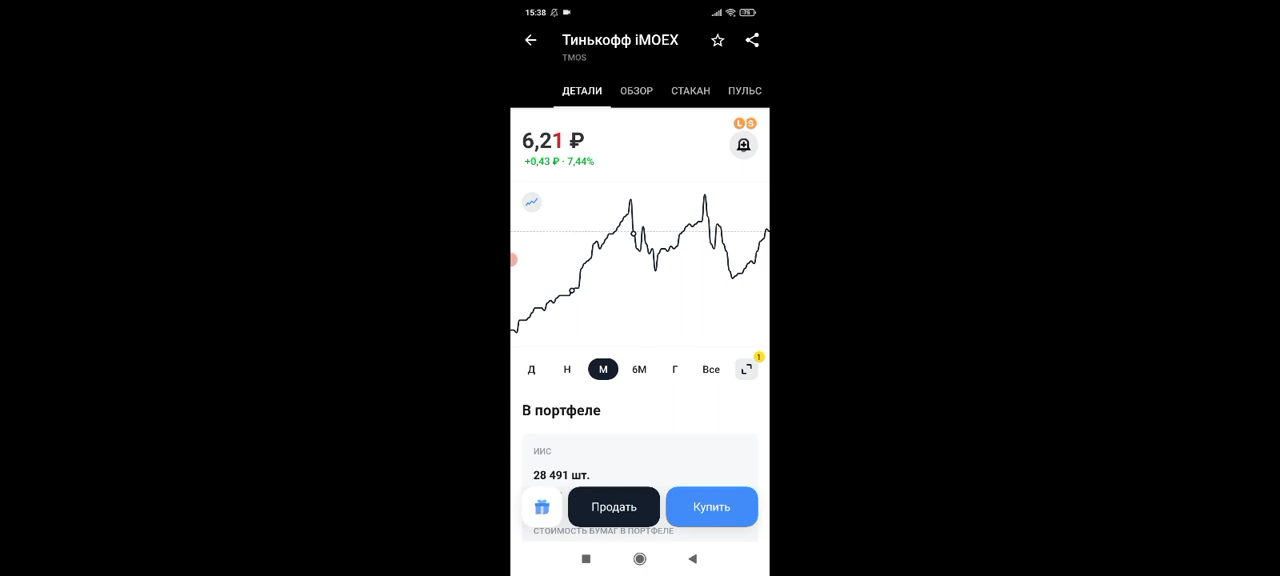 15:38
79
Тинькофф iMOEX
TMOS
ДЕТАЛИ ОБЗОР СТАКАН ПУЛЬС
L S
6,21 ₽
+0,43 ₽ · 7,44%
1
Д Н М 6М Г Все
В портфеле
ИИС
28 491 шт.
Продать Купить
СТОИМОСТЬ БУМАГ В ПОРТФЕЛЕ